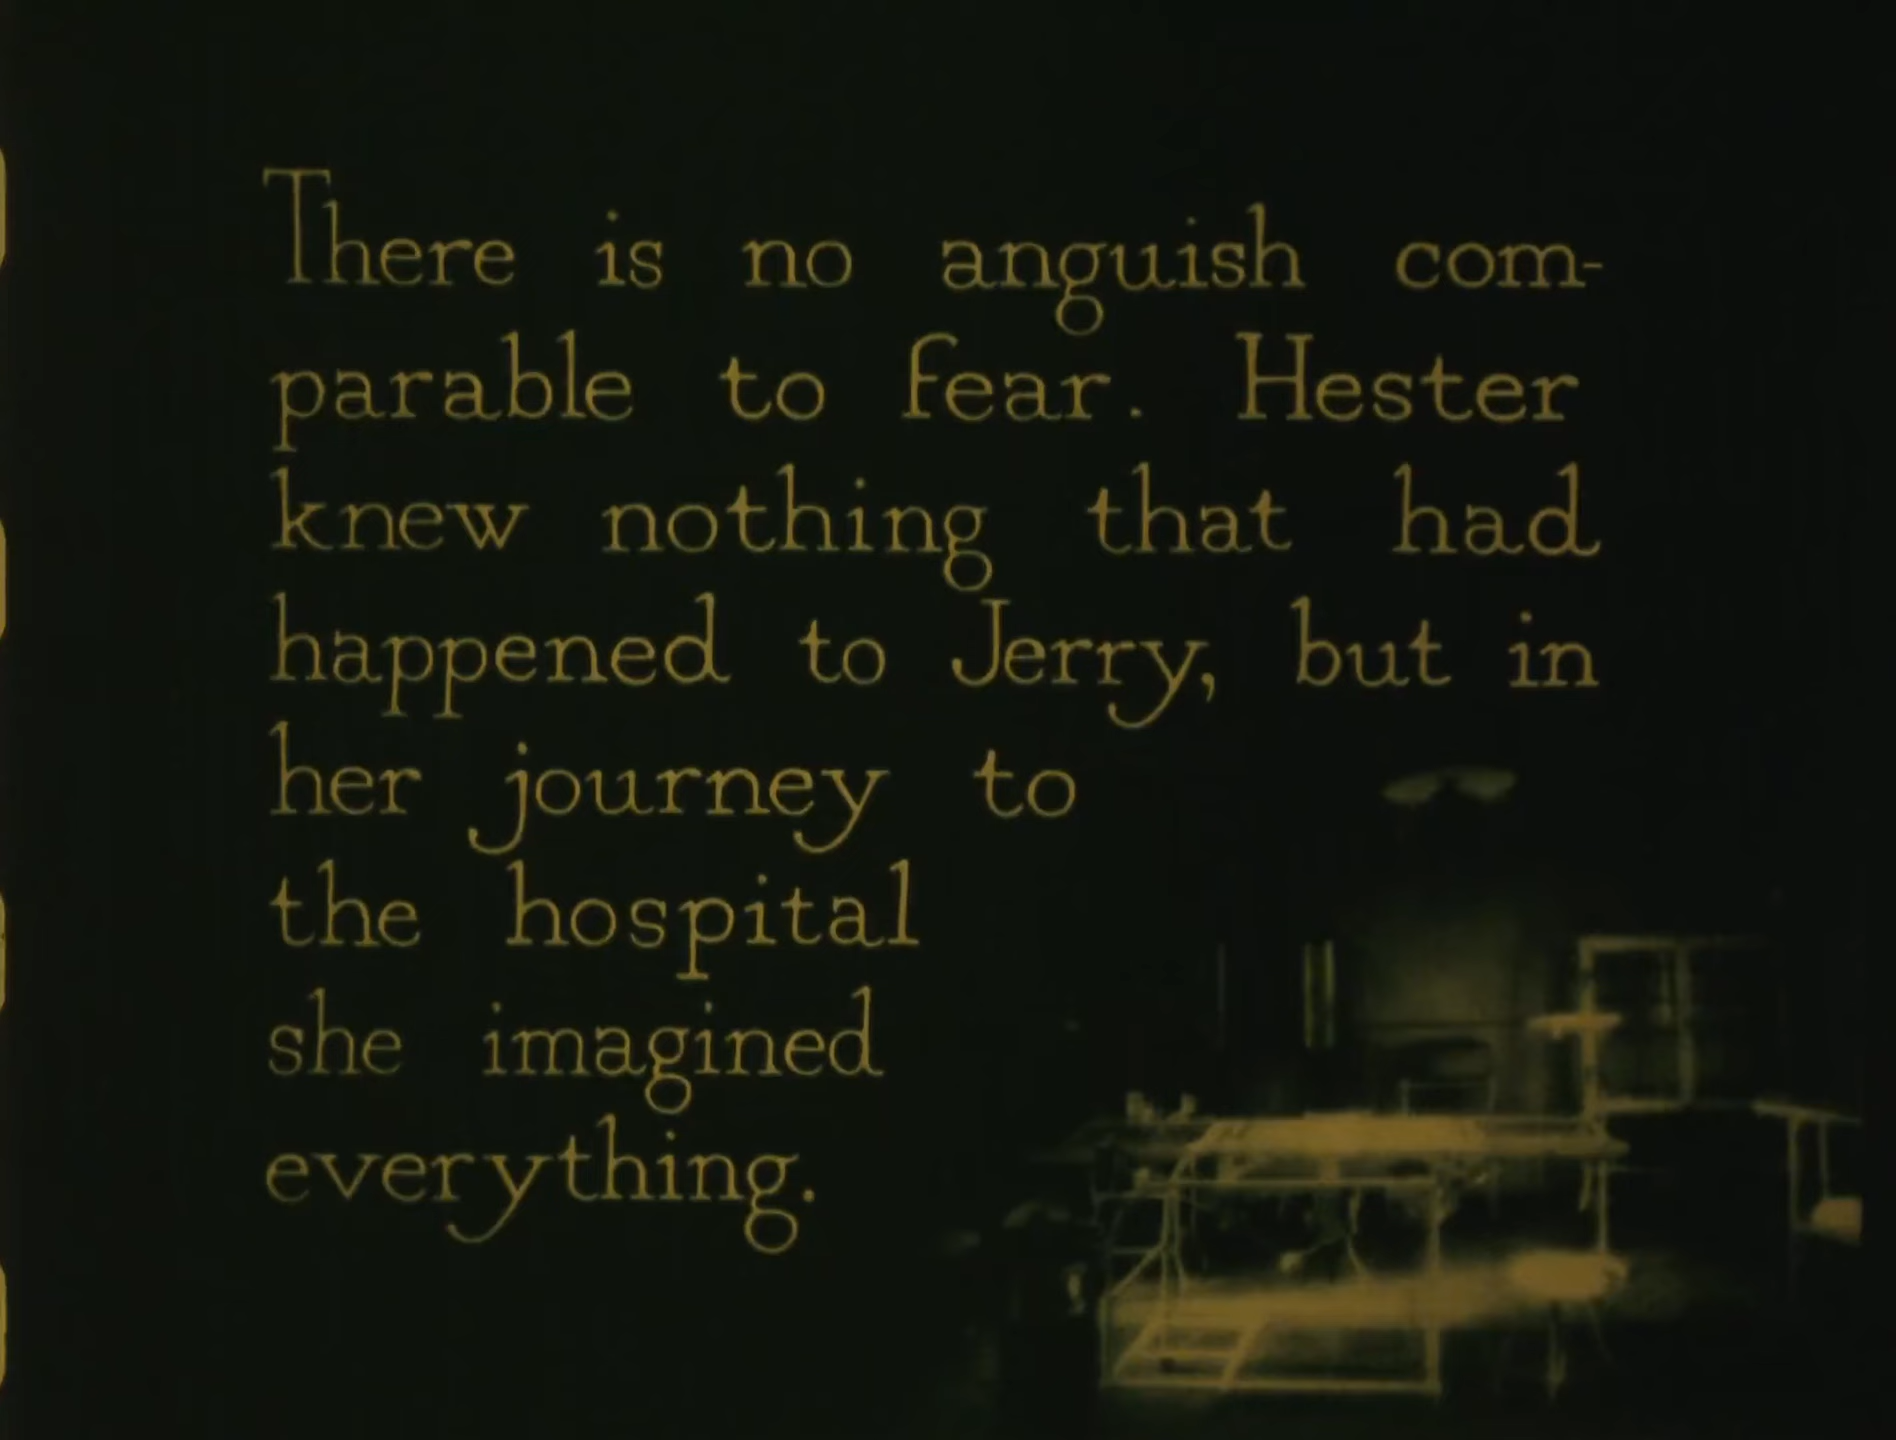 There is no anguish com-
parable to fear. Hester
knew nothing that had
happened to Jerry, but in
her journey to
the hospital
she imagined
everything.